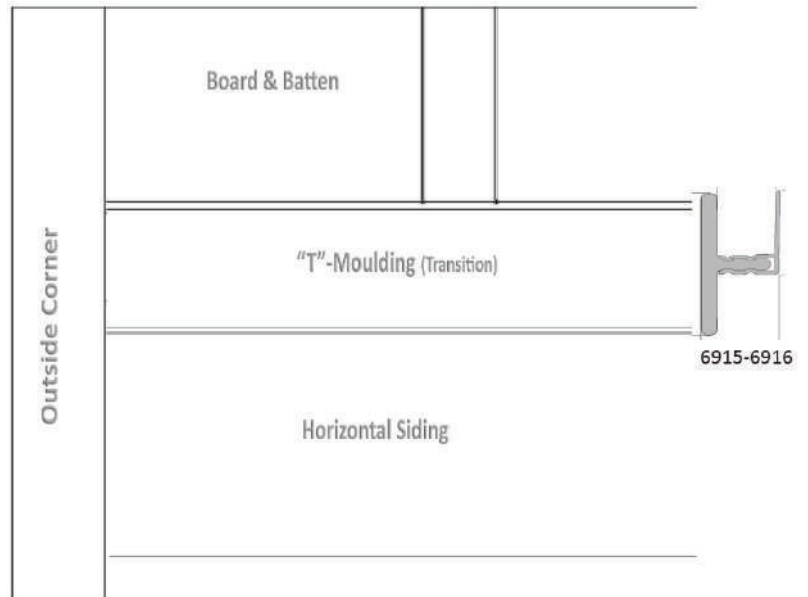 Board & Batten
Outside Corner
“T”-Moulding (Transition)
6915-6916
Horizontal Siding